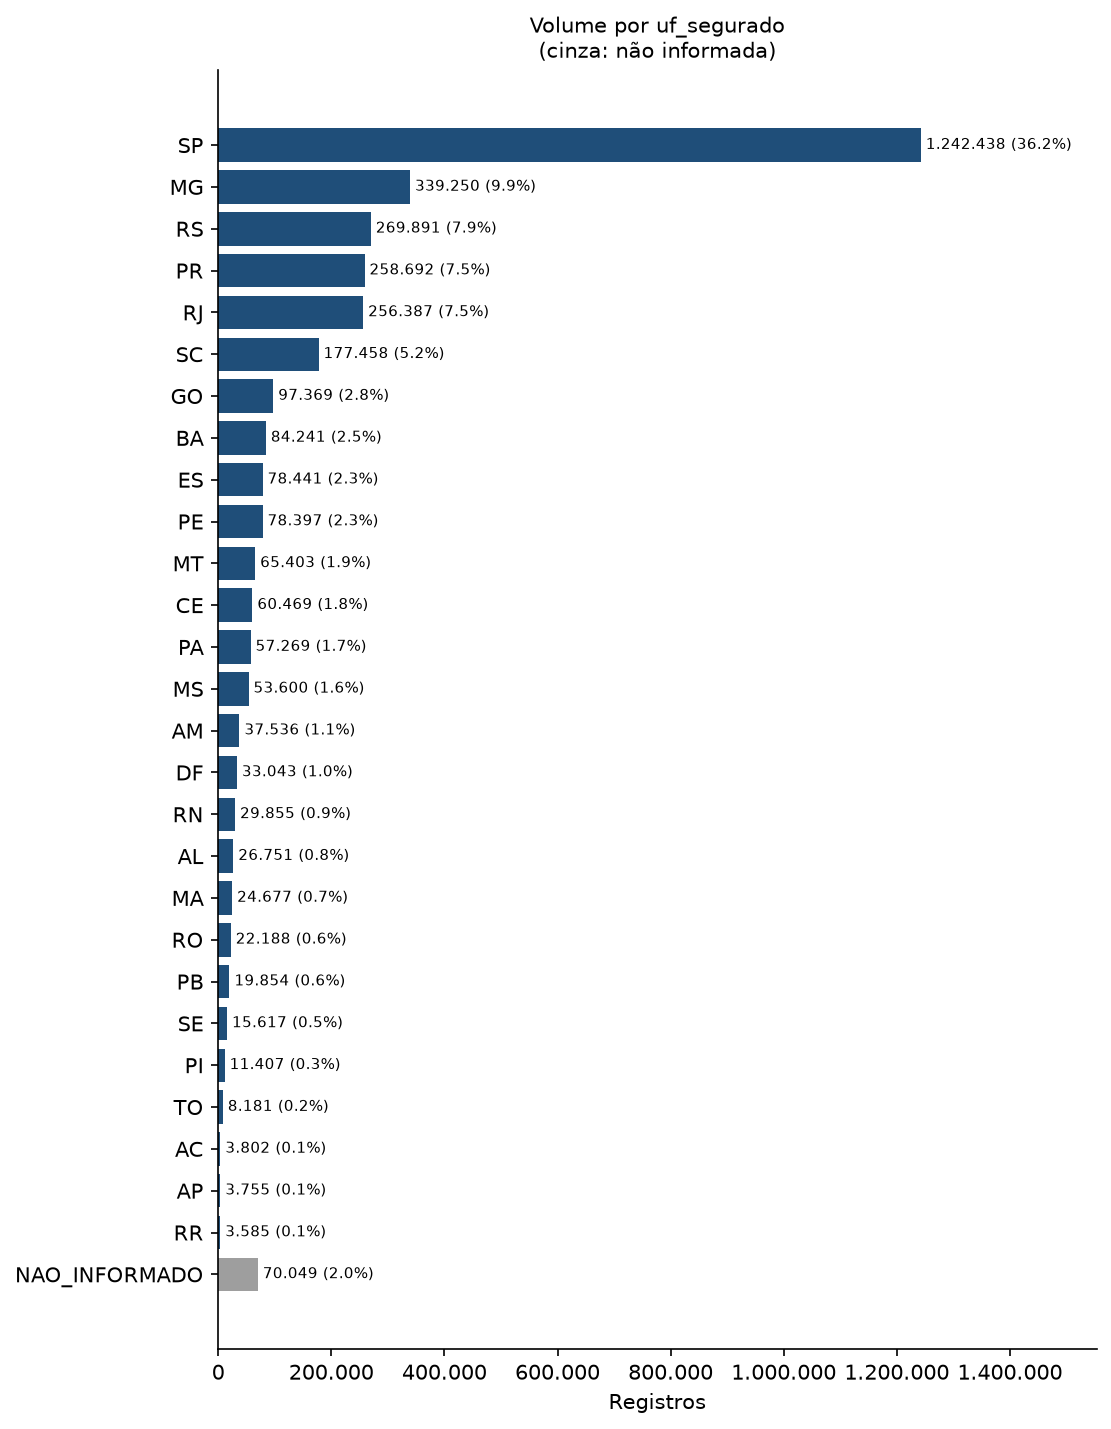 Volume por uf_segurado
(cinza: não informada)
SP 1.242.438 (36.2%)
MG 339.250 (9.9%)
RS 269.891 (7.9%)
PR 258.692 (7.5%)
RJ 256.387 (7.5%)
SC 177.458 (5.2%)
GO 97.369 (2.8%)
BA 84.241 (2.5%)
ES 78.441 (2.3%)
PE 78.397 (2.3%)
MT 65.403 (1.9%)
CE 60.469 (1.8%)
PA 57.269 (1.7%)
MS 53.600 (1.6%)
AM 37.536 (1.1%)
DF 33.043 (1.0%)
RN 29.855 (0.9%)
AL 26.751 (0.8%)
MA 24.677 (0.7%)
RO 22.188 (0.6%)
PB 19.854 (0.6%)
SE 15.617 (0.5%)
PI 11.407 (0.3%)
TO 8.181 (0.2%)
AC 3.802 (0.1%)
AP 3.755 (0.1%)
RR 3.585 (0.1%)
NAO_INFORMADO 70.049 (2.0%)
0 200.000 400.000 600.000 800.000 1.000.000 1.200.000 1.400.000
Registros